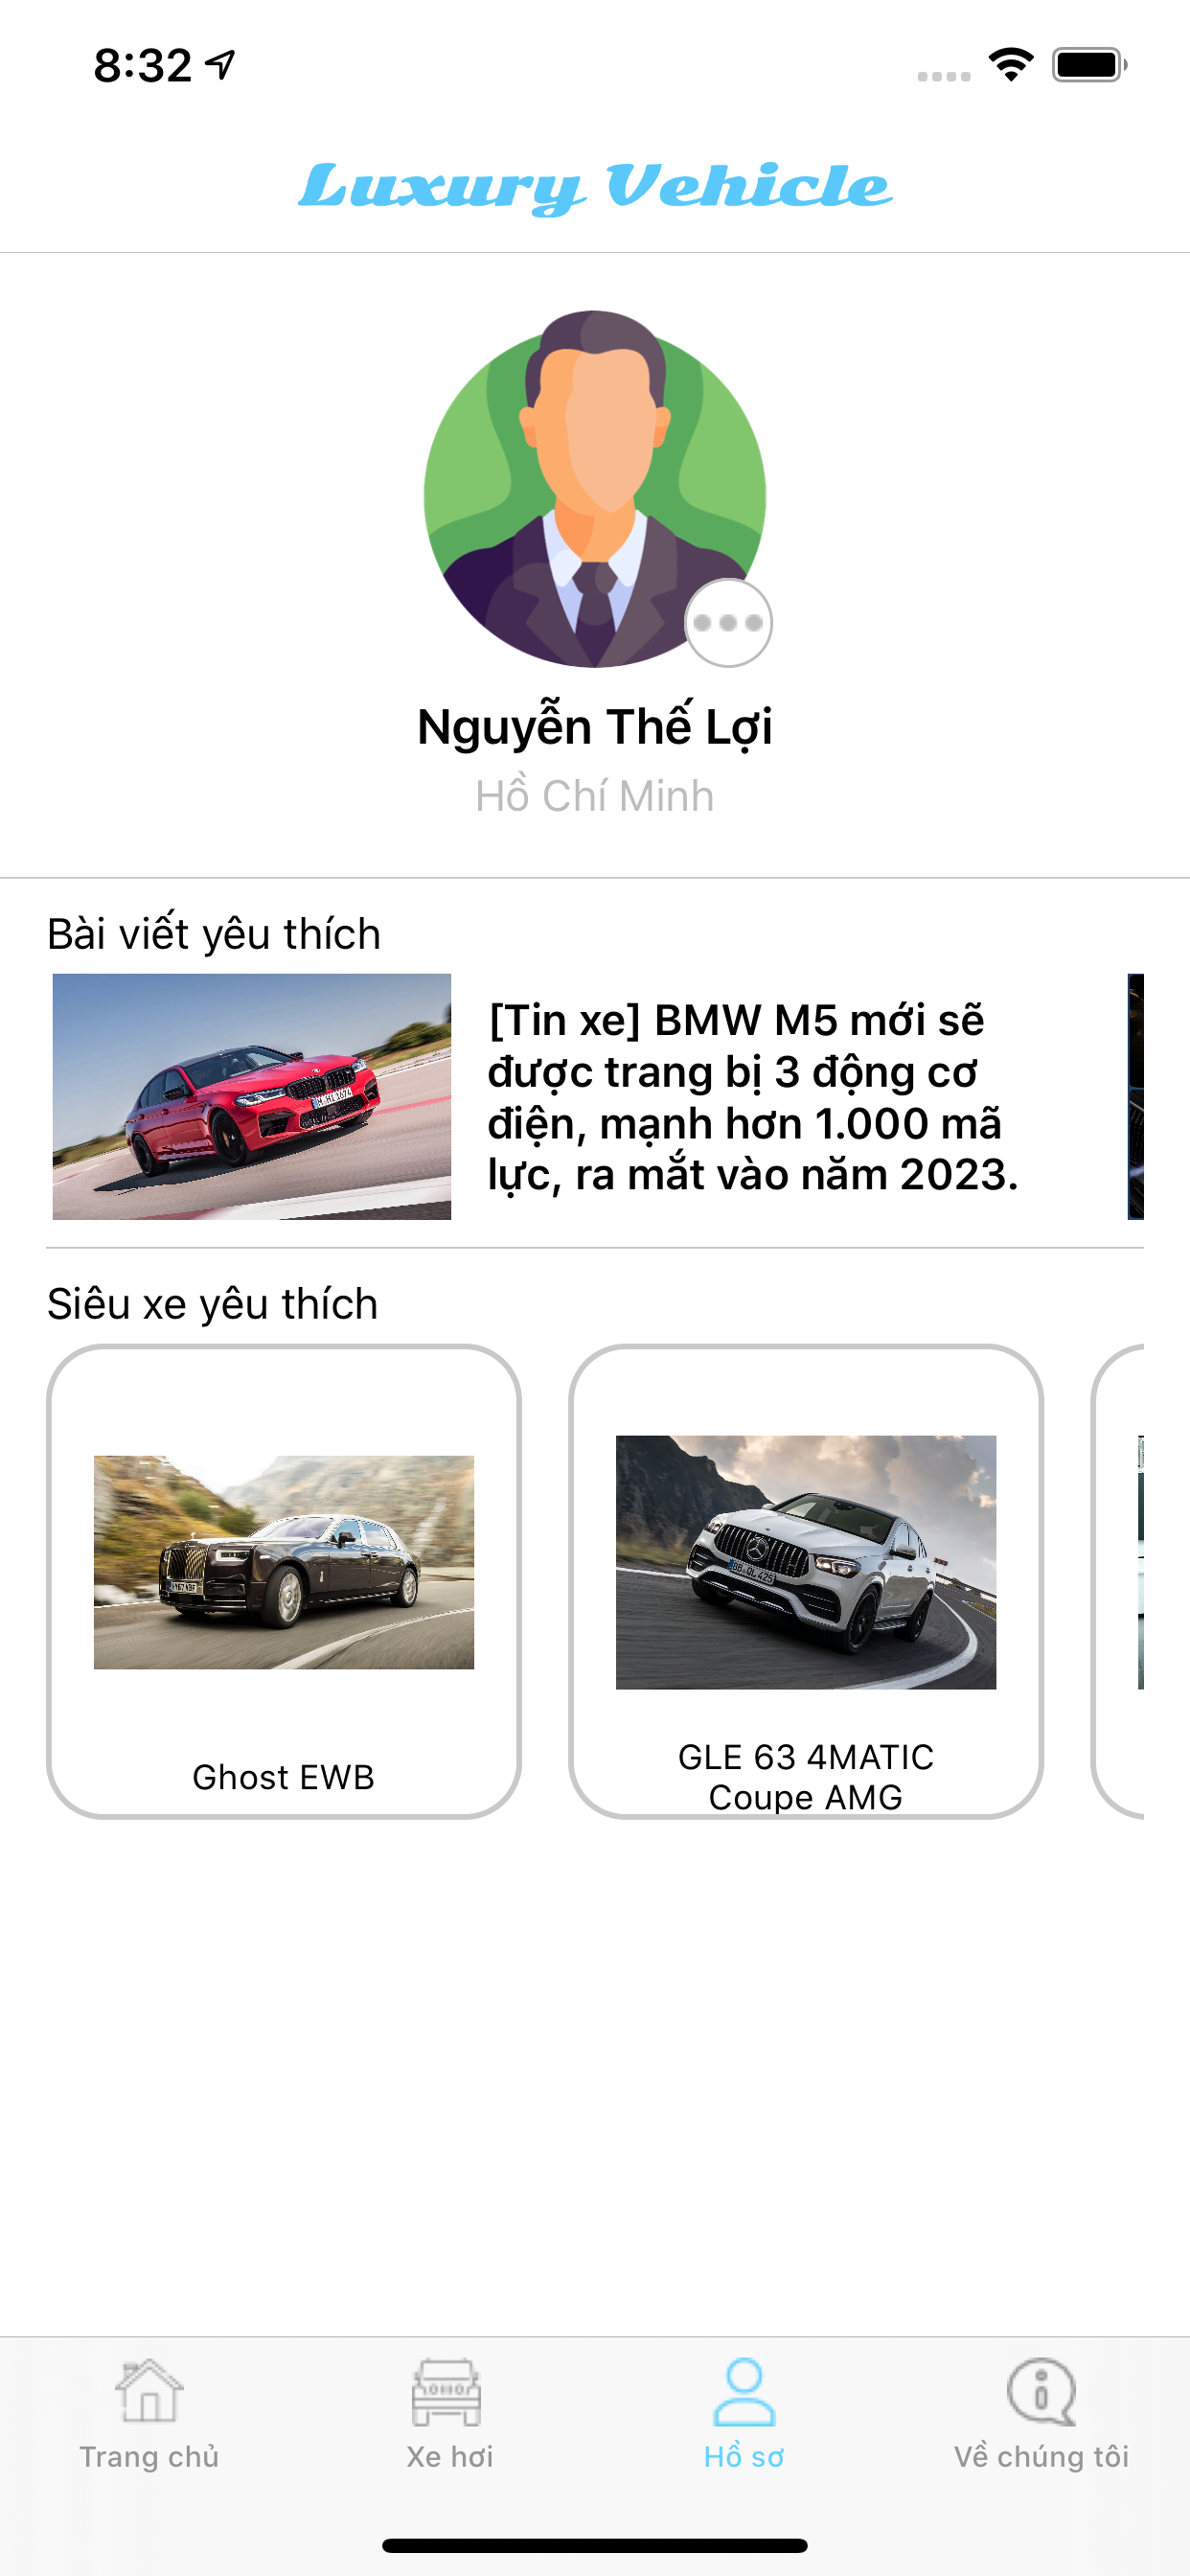 8:32
Luxury Vehicle
Nguyễn Thế Lợi
Hồ Chí Minh
Bài viết yêu thích
[Tin xe] BMW M5 mới sẽ
được trang bị 3 động cơ
điện, mạnh hơn 1.000 mã
lực, ra mắt vào năm 2023.
Siêu xe yêu thích
Ghost EWB
GLE 63 4MATIC
Coupe AMG
Trang chủ
Xe hơi
Hồ sơ
Về chúng tôi